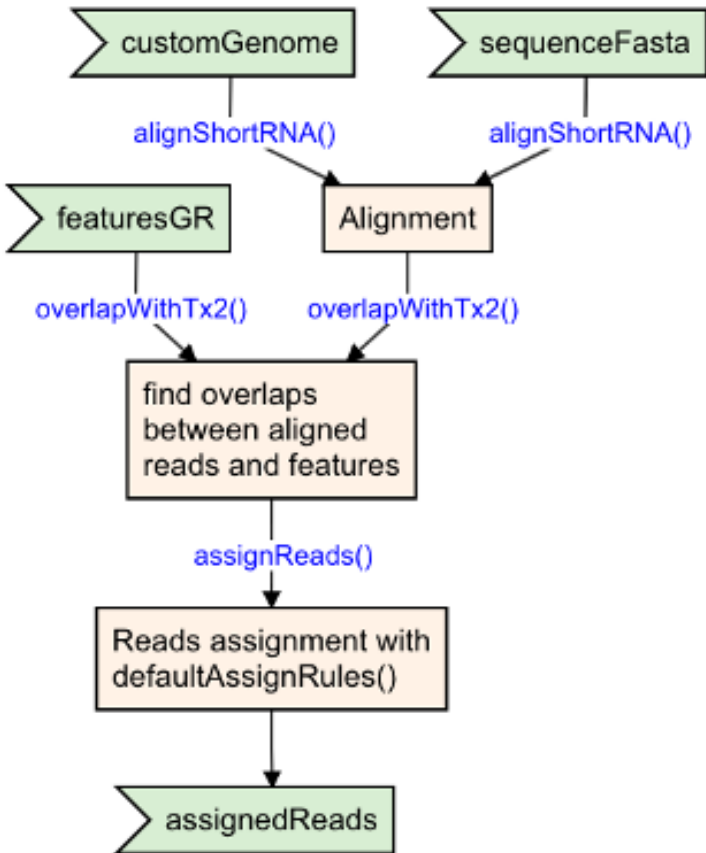 customGenome
sequenceFasta
alignShortRNA()
alignShortRNA()
featuresGR
Alignment
overlapWithTx2()
overlapWithTx2()
find overlaps
between aligned
reads and features
assignReads()
Reads assignment with
defaultAssignRules()
assignedReads